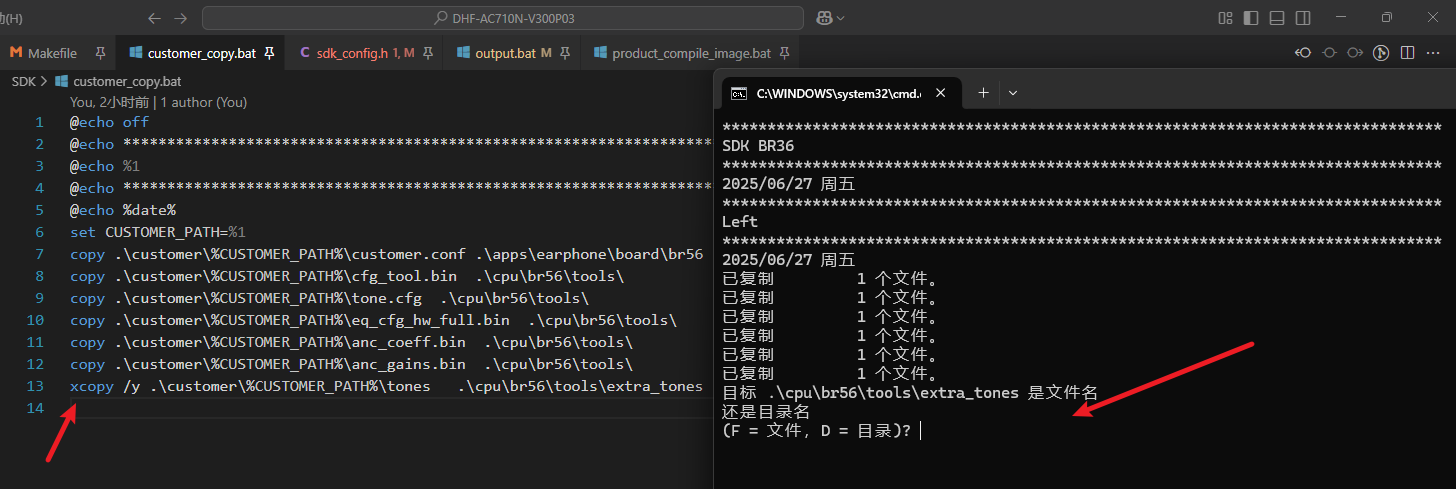 助(H)
DHF-AC710N-V300P03
Makefile
customer_copy.bat
sdk_config.h 1, M
output.bat M
product_compile_image.bat
SDK > customer_copy.bat
You, 2小时前 | 1 author (You)
1 @echo off
2 @echo *******************************************************************
3 @echo %1
4 @echo *******************************************************************
5 @echo %date%
6 set CUSTOMER_PATH=%1
7 copy .\customer\%CUSTOMER_PATH%\customer.conf .\apps\earphone\board\br56
8 copy .\customer\%CUSTOMER_PATH%\cfg_tool.bin  .\cpu\br56\tools\
9 copy .\customer\%CUSTOMER_PATH%\tone.cfg  .\cpu\br56\tools\
10 copy .\customer\%CUSTOMER_PATH%\eq_cfg_hw_full.bin  .\cpu\br56\tools\
11 copy .\customer\%CUSTOMER_PATH%\anc_coeff.bin  .\cpu\br56\tools\
12 copy .\customer\%CUSTOMER_PATH%\anc_gains.bin  .\cpu\br56\tools\
13 xcopy /y .\customer\%CUSTOMER_PATH%\tones   .\cpu\br56\tools\extra_tones
14
C:\WINDOWS\system32\cmd.
********************************************************************************
SDK BR36
********************************************************************************
2025/06/27 周五
********************************************************************************
Left
********************************************************************************
2025/06/27 周五
已复制         1 个文件。
已复制         1 个文件。
已复制         1 个文件。
已复制         1 个文件。
已复制         1 个文件。
已复制         1 个文件。
目标 .\cpu\br56\tools\extra_tones 是文件名
还是目录名
(F = 文件，D = 目录)?